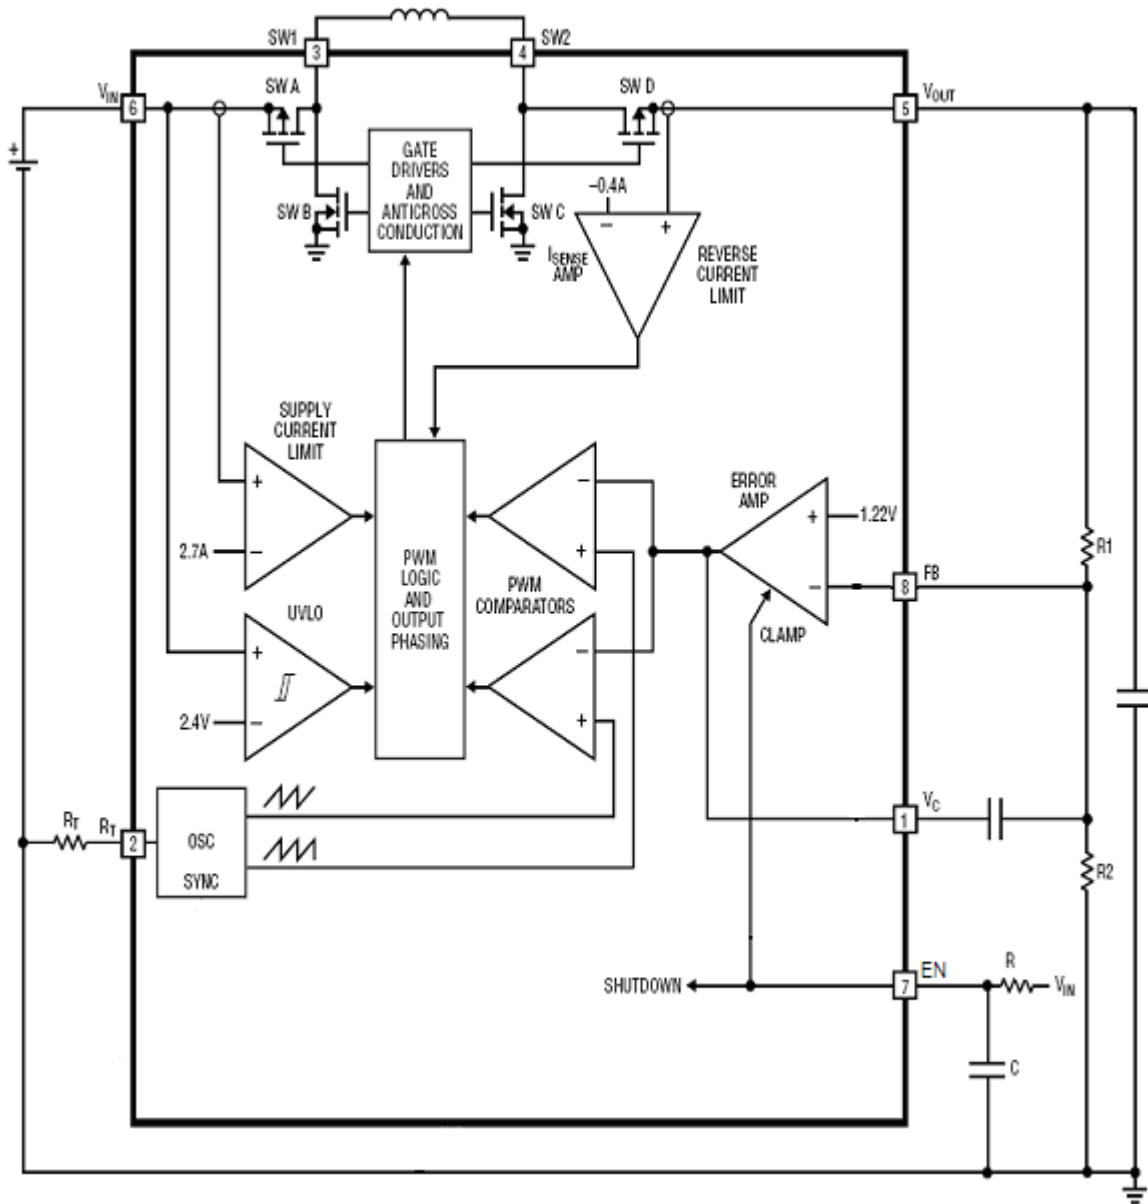 SW1
3
4
SW2
VIN
6
SW A
SW D
5
VOUT
+
GATE
DRIVERS
AND
ANTICROSS
CONDUCTION
SW B
SW C
–0.4A
−
+
ISENSE
AMP
REVERSE
CURRENT
LIMIT
SUPPLY
CURRENT
LIMIT
+
2.7A
−
PWM
LOGIC
AND
OUTPUT
PHASING
−
+
PWM
COMPARATORS
ERROR
AMP
+
1.22V
−
CLAMP
8
FB
R1
UVLO
+
2.4V
−
−
+
RT
RT
2
OSC
SYNC
1
VC
R2
SHUTDOWN
7
EN
R
VIN
C